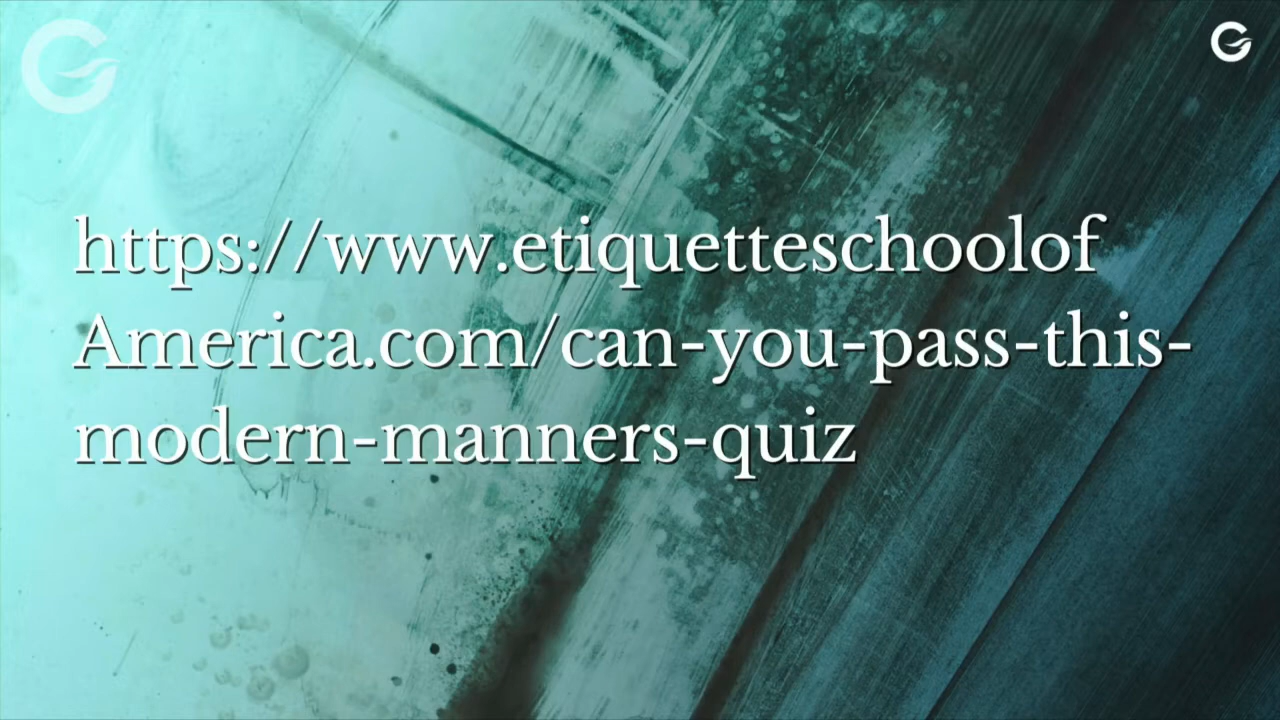 https://www.etiquetteschoolof
America.com/can-you-pass-this-
modern-manners-quiz